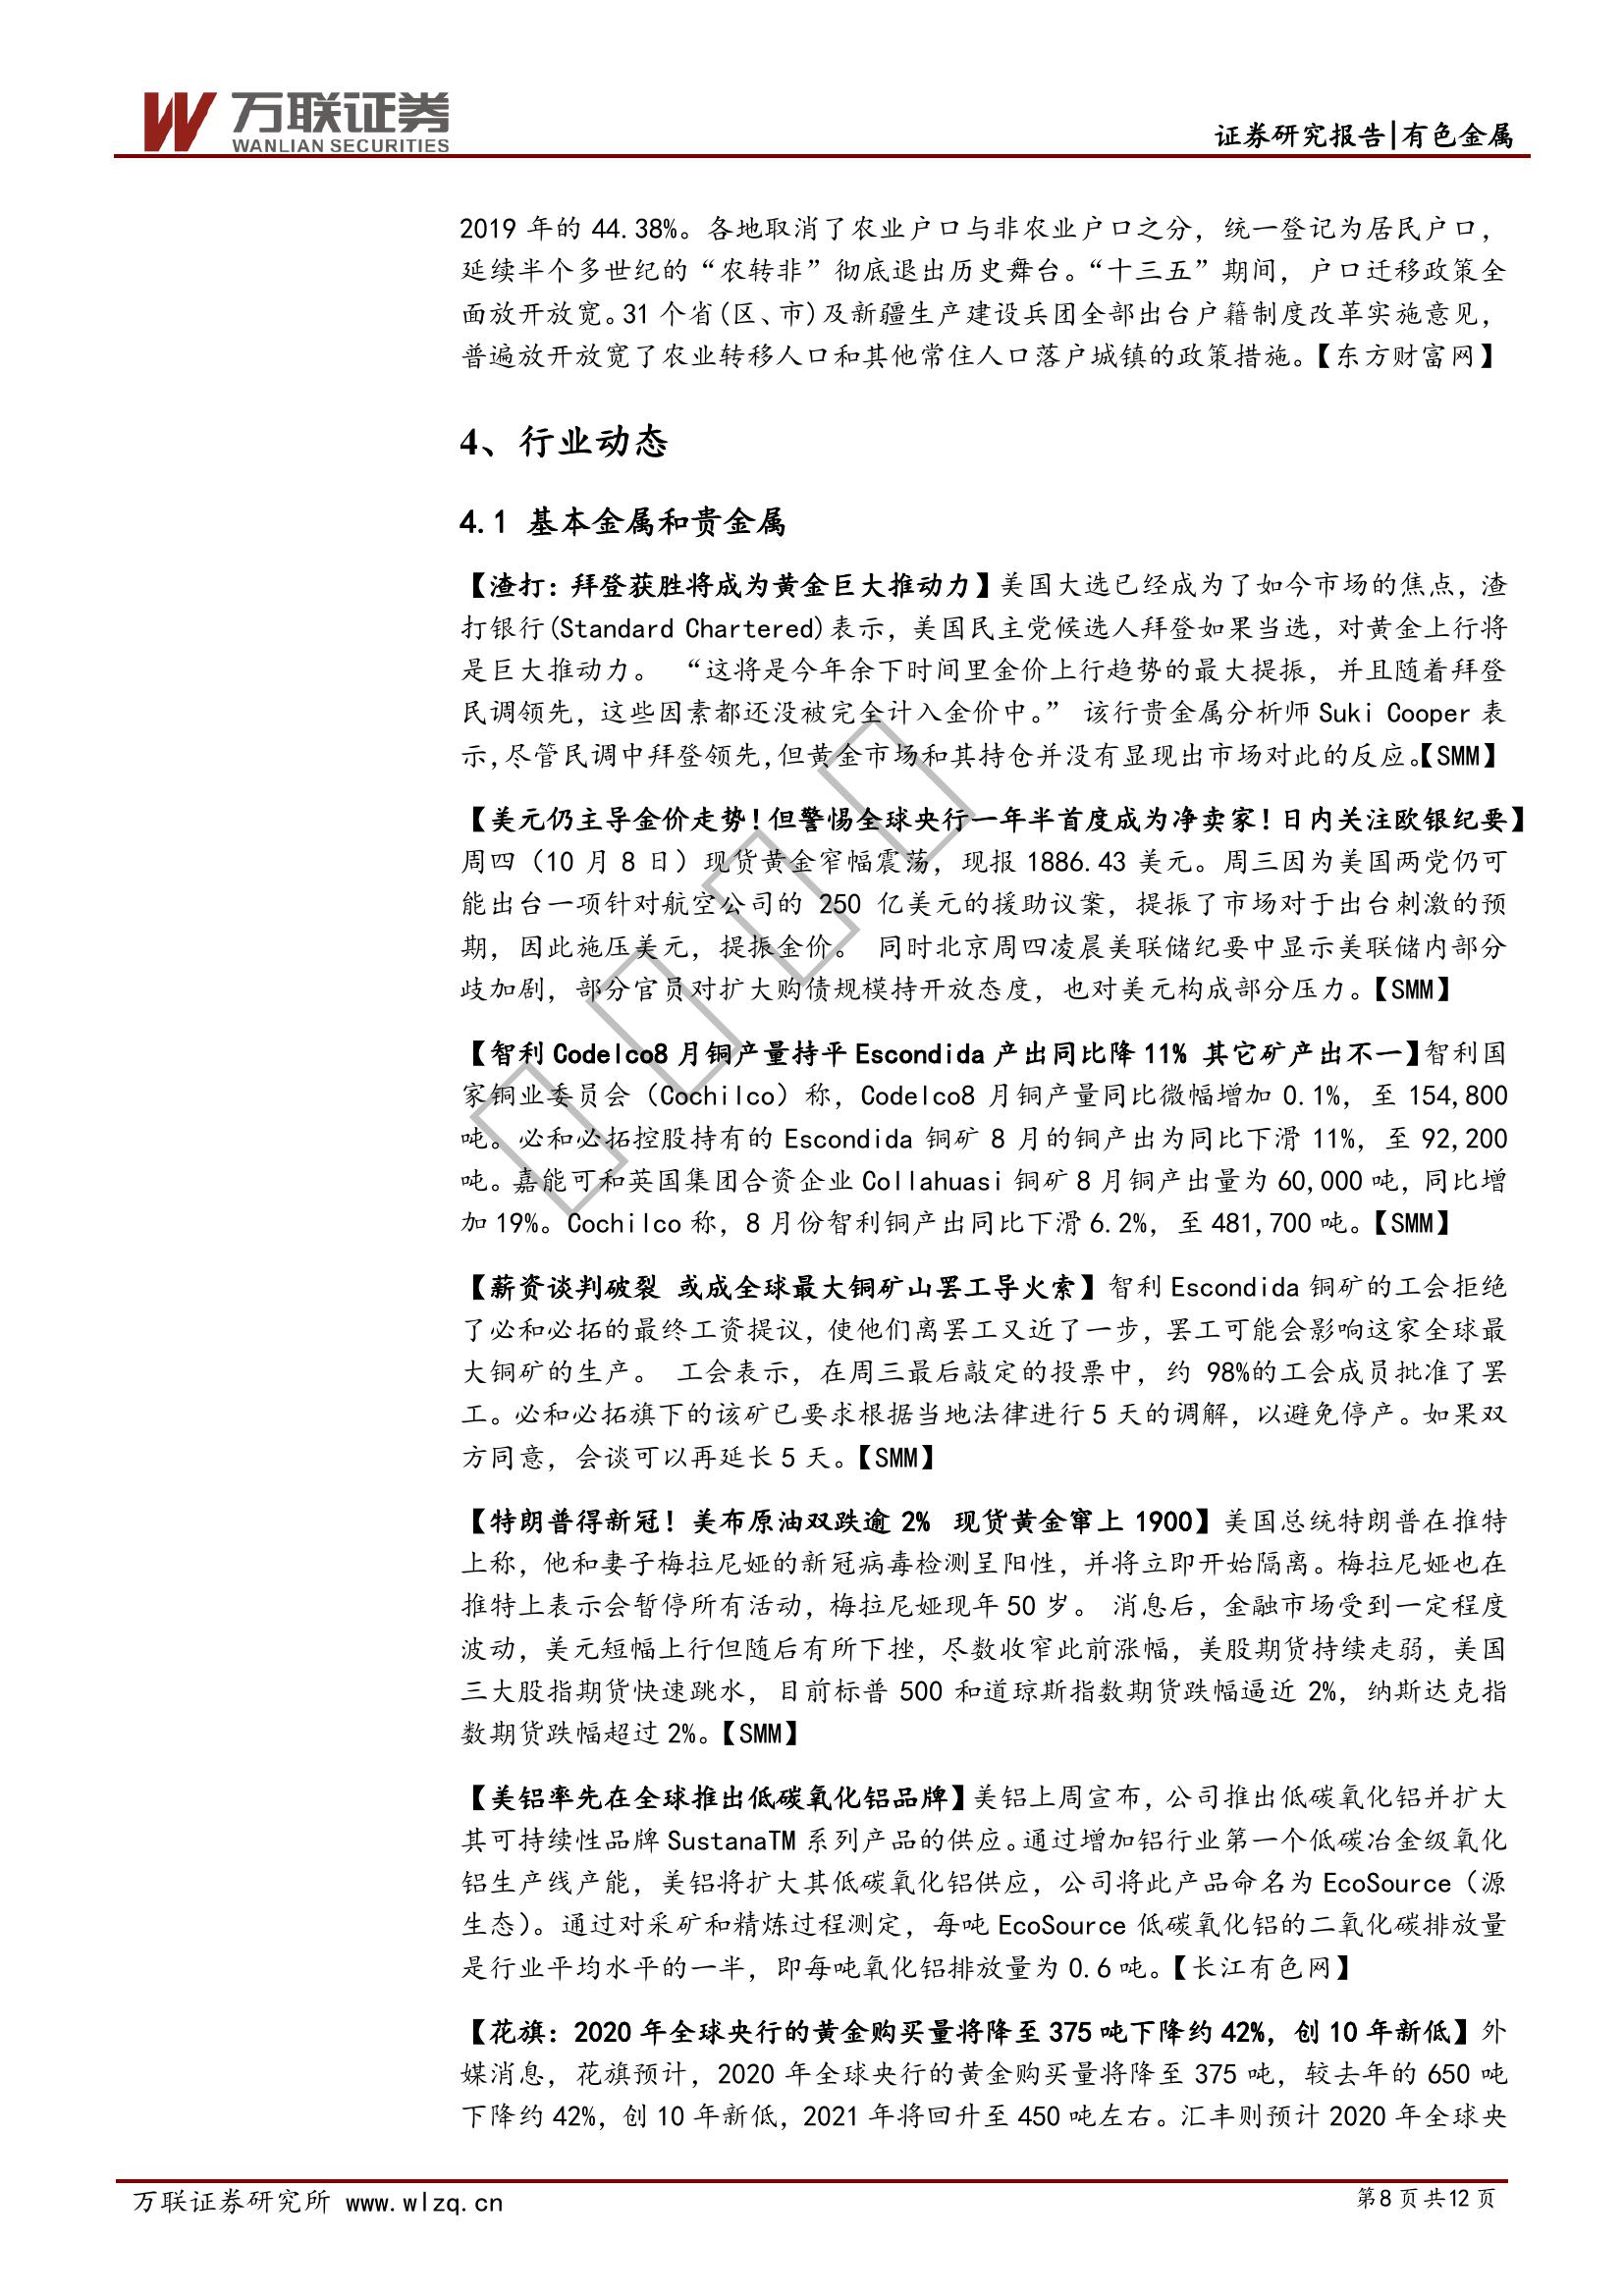 万联证券
WANLIAN SECURITIES
证券研究报告|有色金属
2019 年的 44.38%。各地取消了农业户口与非农业户口之分，统一登记为居民户口，
延续半个多世纪的“农转非”彻底退出历史舞台。“十三五”期间，户口迁移政策全
面放开放宽。31 个省(区、市)及新疆生产建设兵团全部出台户籍制度改革实施意见，
普遍放开放宽了农业转移人口和其他常住人口落户城镇的政策措施。【东方财富网】
4、行业动态
4.1 基本金属和贵金属
【渣打：拜登获胜将成为黄金巨大推动力】美国大选已经成为了如今市场的焦点，渣
打银行(Standard Chartered)表示，美国民主党候选人拜登如果当选，对黄金上行将
是巨大推动力。 “这将是今年余下时间里金价上行趋势的最大提振，并且随着拜登
民调领先，这些因素都还没被完全计入金价中。” 该行贵金属分析师 Suki Cooper 表
示,尽管民调中拜登领先,但黄金市场和其持仓并没有显现出市场对此的反应。【SMM】
【美元仍主导金价走势！但警惕全球央行一年半首度成为净卖家！日内关注欧银纪要】
周四（10 月 8 日）现货黄金窄幅震荡，现报 1886.43 美元。周三因为美国两党仍可
能出台一项针对航空公司的 250 亿美元的援助议案，提振了市场对于出台刺激的预
期，因此施压美元，提振金价。 同时北京周四凌晨美联储纪要中显示美联储内部分
歧加剧，部分官员对扩大购债规模持开放态度，也对美元构成部分压力。【SMM】
【智利 Codelco8 月铜产量持平 Escondida 产出同比降 11% 其它矿产出不一】智利国
家铜业委员会（Cochilco）称，Codelco8 月铜产量同比微幅增加 0.1%，至 154,800
吨。必和必拓控股持有的 Escondida 铜矿 8 月的铜产出为同比下滑 11%，至 92,200
吨。嘉能可和英国集团合资企业 Collahuasi 铜矿 8 月铜产出量为 60,000 吨，同比增
加 19%。Cochilco 称，8 月份智利铜产出同比下滑 6.2%，至 481,700 吨。【SMM】
【薪资谈判破裂 或成全球最大铜矿山罢工导火索】智利 Escondida 铜矿的工会拒绝
了必和必拓的最终工资提议，使他们离罢工又近了一步，罢工可能会影响这家全球最
大铜矿的生产。 工会表示，在周三最后敲定的投票中，约 98%的工会成员批准了罢
工。必和必拓旗下的该矿已要求根据当地法律进行 5 天的调解，以避免停产。如果双
方同意，会谈可以再延长 5 天。【SMM】
【特朗普得新冠！美布原油双跌逾 2% 现货黄金窜上 1900】美国总统特朗普在推特
上称，他和妻子梅拉尼娅的新冠病毒检测呈阳性，并将立即开始隔离。梅拉尼娅也在
推特上表示会暂停所有活动，梅拉尼娅现年 50 岁。 消息后，金融市场受到一定程度
波动，美元短幅上行但随后有所下挫，尽数收窄此前涨幅，美股期货持续走弱，美国
三大股指期货快速跳水，目前标普 500 和道琼斯指数期货跌幅逼近 2%，纳斯达克指
数期货跌幅超过 2%。【SMM】
【美铝率先在全球推出低碳氧化铝品牌】美铝上周宣布，公司推出低碳氧化铝并扩大
其可持续性品牌 SustanaTM 系列产品的供应。通过增加铝行业第一个低碳冶金级氧化
铝生产线产能，美铝将扩大其低碳氧化铝供应，公司将此产品命名为 EcoSource（源
生态）。通过对采矿和精炼过程测定，每吨 EcoSource 低碳氧化铝的二氧化碳排放量
是行业平均水平的一半，即每吨氧化铝排放量为 0.6 吨。【长江有色网】
【花旗：2020 年全球央行的黄金购买量将降至 375 吨下降约 42%，创 10 年新低】外
媒消息，花旗预计，2020 年全球央行的黄金购买量将降至 375 吨，较去年的 650 吨
下降约 42%，创 10 年新低，2021 年将回升至 450 吨左右。汇丰则预计 2020 年全球央
万联证券研究所 www.wlzq.cn
第 8 页 共 12 页